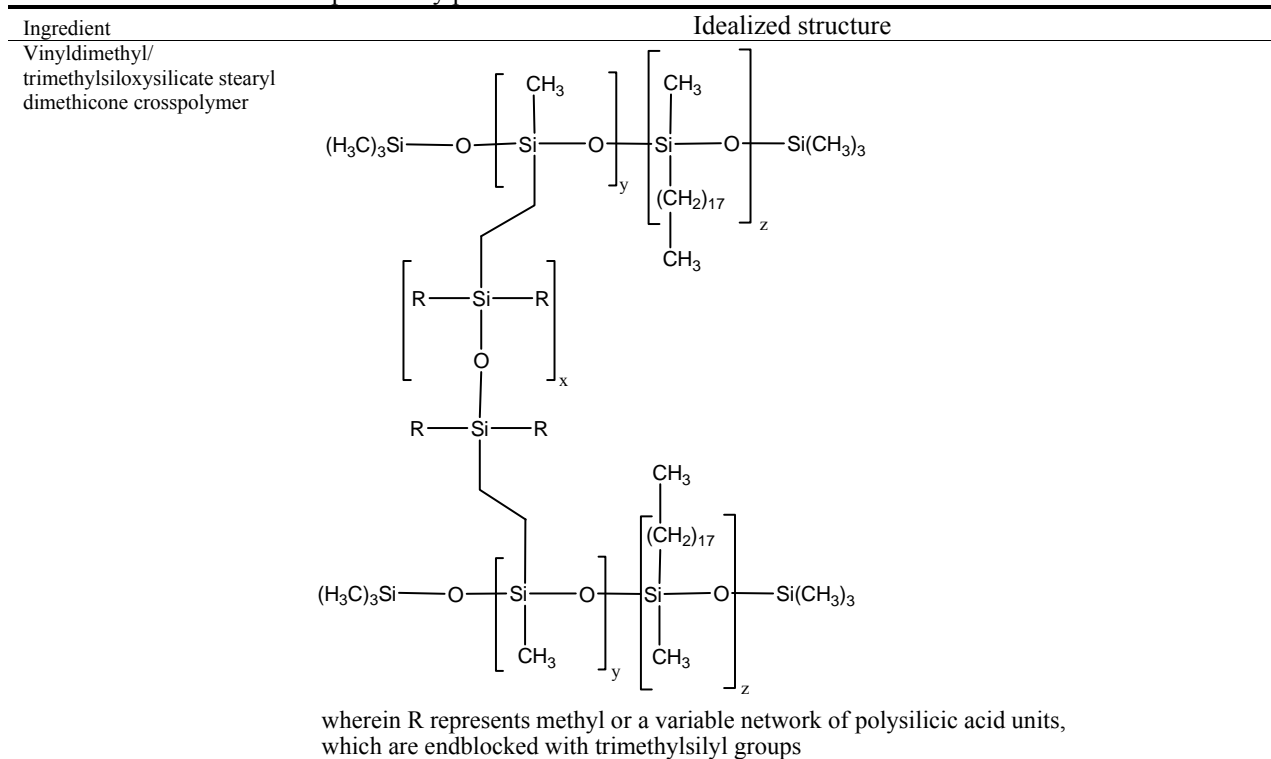 Ingredient Idealized structure
Vinyldimethyl/
trimethylsiloxysilicate stearyl
dimethicone crosspolymer
CH3 CH3
(H3C)3Si O Si O Si O Si(CH3)3
y
(CH2)17
z
CH3
R Si R
O
x
R Si R
CH3
(CH2)17
(H3C)3Si O Si O Si O Si(CH3)3
CH3 CH3
y
z
wherein R represents methyl or a variable network of polysilicic acid units,
which are endblocked with trimethylsilyl groups